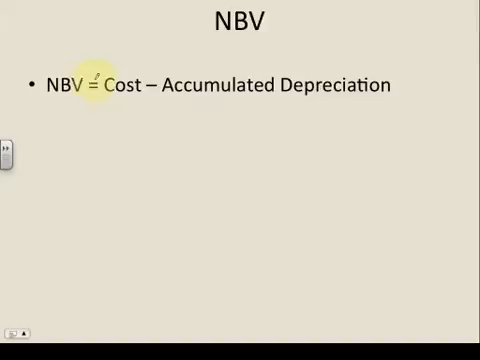 NBV
• NBV = Cost – Accumulated Depreciation